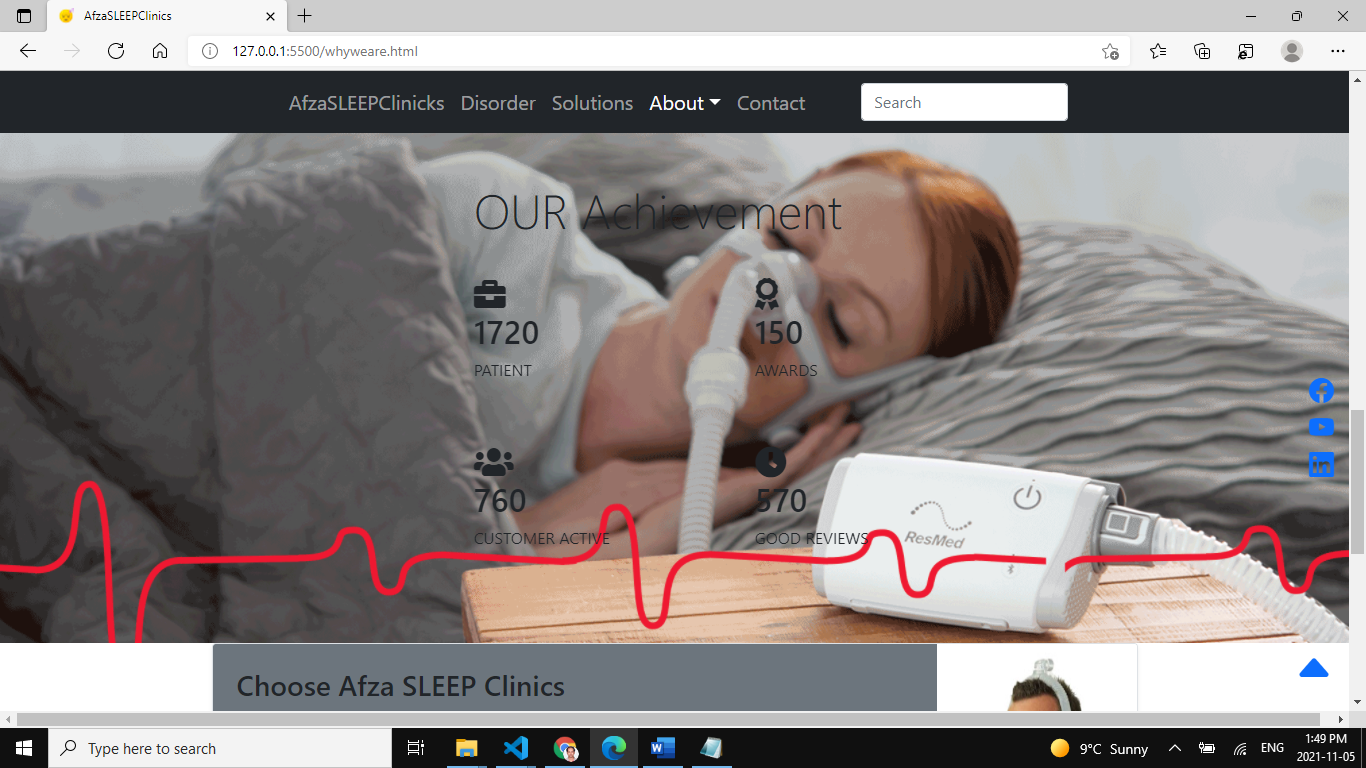 AfzaSLEEPClinics
127.0.0.1:5500/whyweare.html
AfzaSLEEPClinicks Disorder Solutions About Contact Search
OUR Achievement
1720 150
PATIENT AWARDS
760 570
CUSTOMER ACTIVE GOOD REVIEWS
ResMed
Choose Afza SLEEP Clinics
Type here to search
9°C Sunny
ENG
1:49 PM
2021-11-05